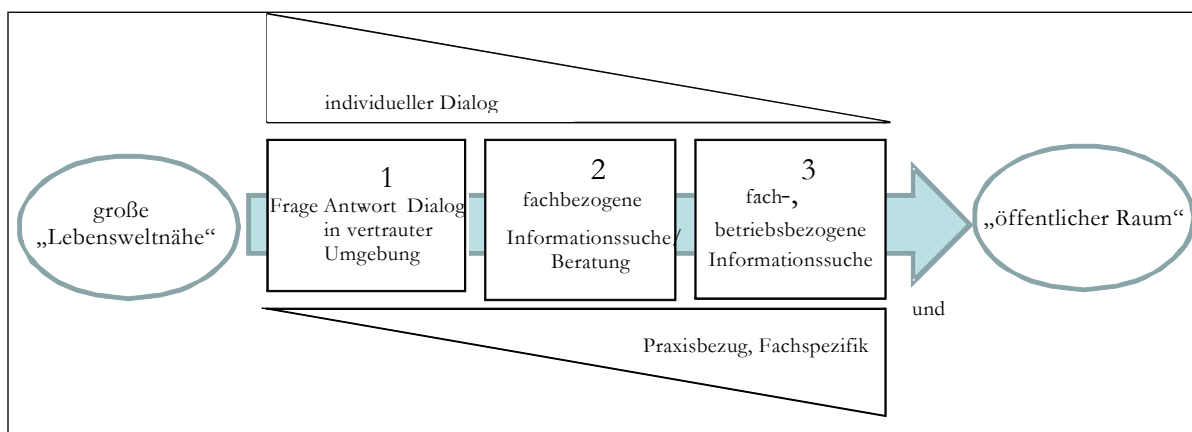 individueller Dialog
große
„Lebensweltnähe“
1
Frage Antwort Dialog
in vertrauter
Umgebung
2
fachbezogene
Informationssuche/
Beratung
3
fach-,
betriebsbezogene
Informationssuche
und
„öffentlicher Raum“
Praxisbezug, Fachspezifik